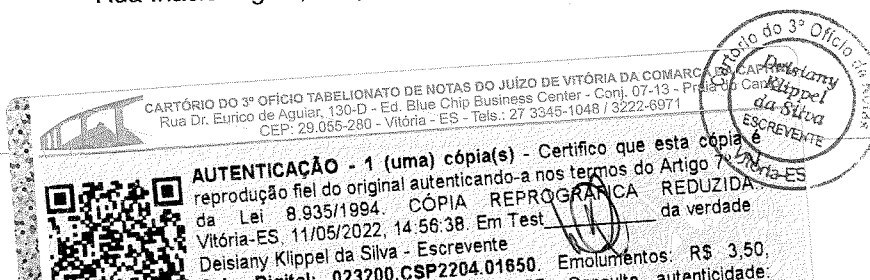 CARTÓRIO DO 3º OFÍCIO TABELIONATO DE NOTAS DO JUÍZO DE VITÓRIA DA COMARCA DA CAPITAL
Rua Dr. Eurico de Aguiar, 130-D - Ed. Blue Chip Business Center - Conj. 07-13 - Praia do Can
CEP: 29.055-280 - Vitória - ES - Tels.: 27 3345-1048 / 3222-6971
Cartório do 3º Ofício de Notas
Deisiany
Klippel
da Silva
ESCREVENTE
Vitória-ES
AUTENTICAÇÃO - 1 (uma) cópia(s) - Certifico que esta cópia é
reprodução fiel do original autenticando-a nos termos do Artigo 7º, V
da Lei 8.935/1994. CÓPIA REPROGRÁFICA REDUZIDA.
Vitória-ES, 11/05/2022, 14:56:38. Em Test da verdade
Deisiany Klippel da Silva - Escrevente
Digital: 023200.CSP2204.01650. Emolumentos: R$ 3,50,
Consulte autenticidade: